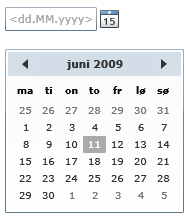 <dd.MM.yyyy> 15
juni 2009
ma ti on to fr lø sø
25 26 27 28 29 30 31
1 2 3 4 5 6 7
8 9 10 11 12 13 14
15 16 17 18 19 20 21
22 23 24 25 26 27 28
29 30 1 2 3 4 5